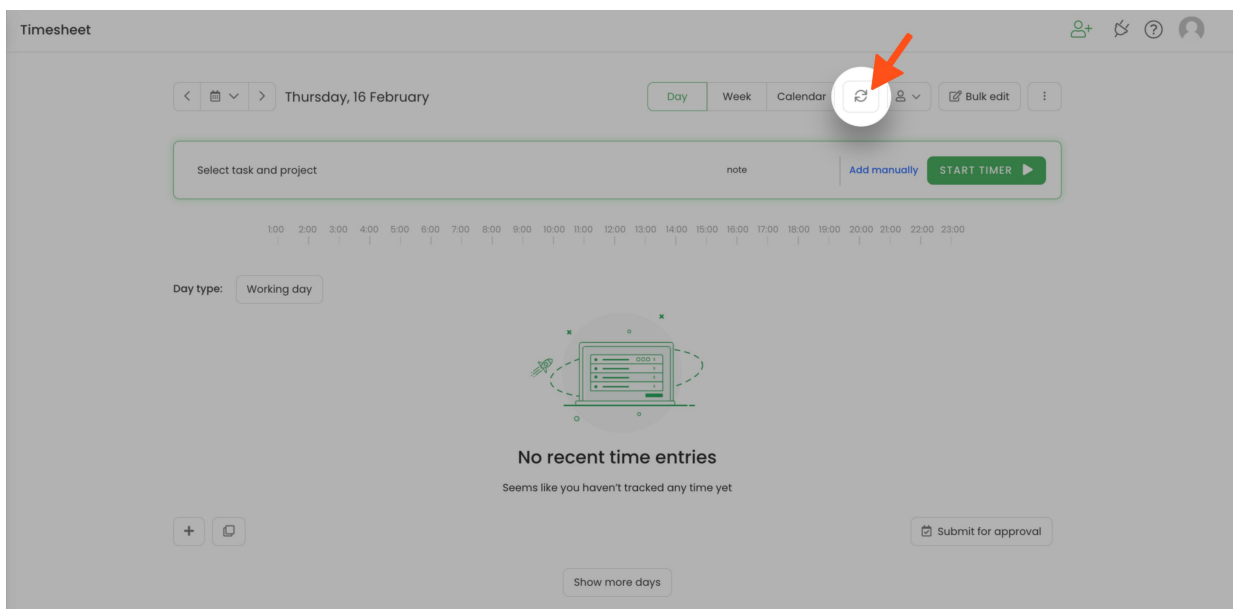 Timesheet
Thursday, 16 February
Day
Week
Calendar
Bulk edit
Select task and project
note
Add manually
START TIMER
1:00 2:00 3:00 4:00 5:00 6:00 7:00 8:00 9:00 10:00 11:00 12:00 13:00 14:00 15:00 16:00 17:00 18:00 19:00 20:00 21:00 22:00 23:00
Day type:
Working day
No recent time entries
Seems like you haven't tracked any time yet
Submit for approval
Show more days